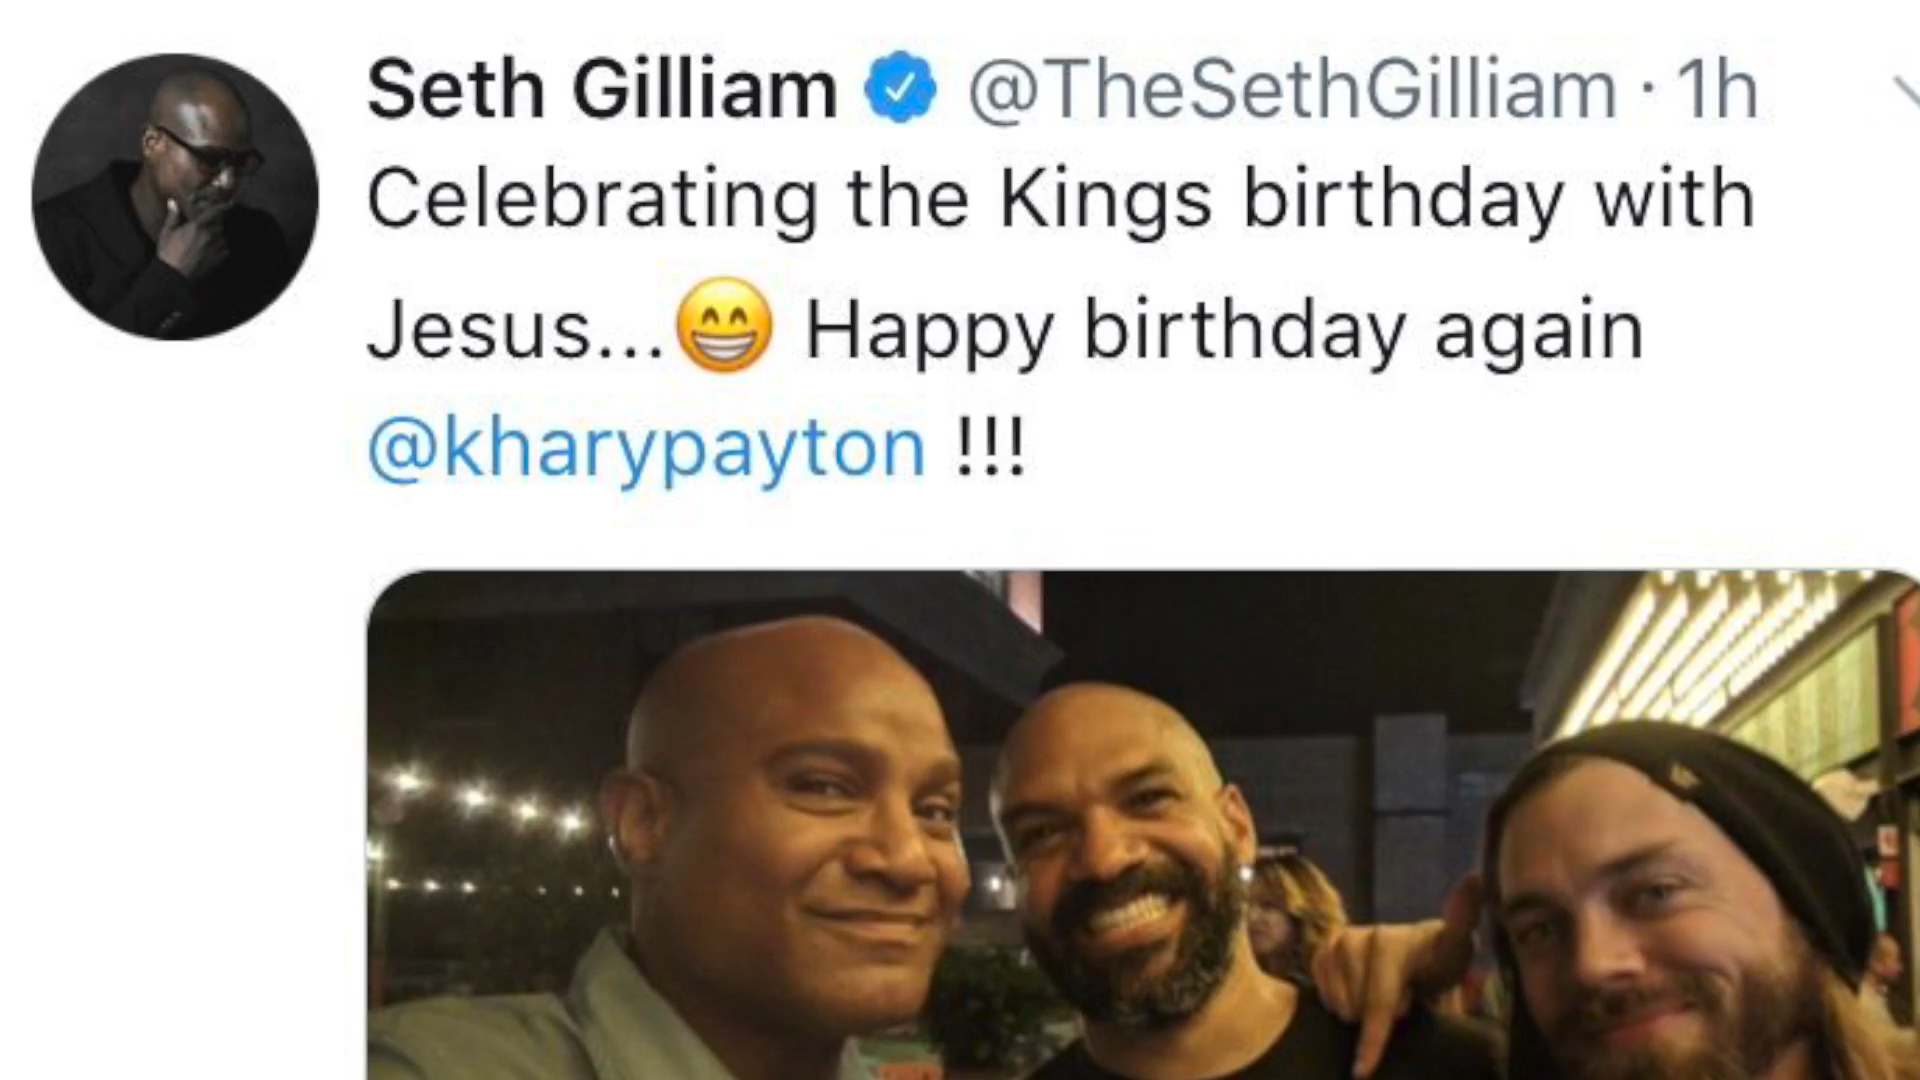 Seth Gilliam @TheSethGilliam · 1h
Celebrating the Kings birthday with
Jesus...😁 Happy birthday again
@kharypayton !!!